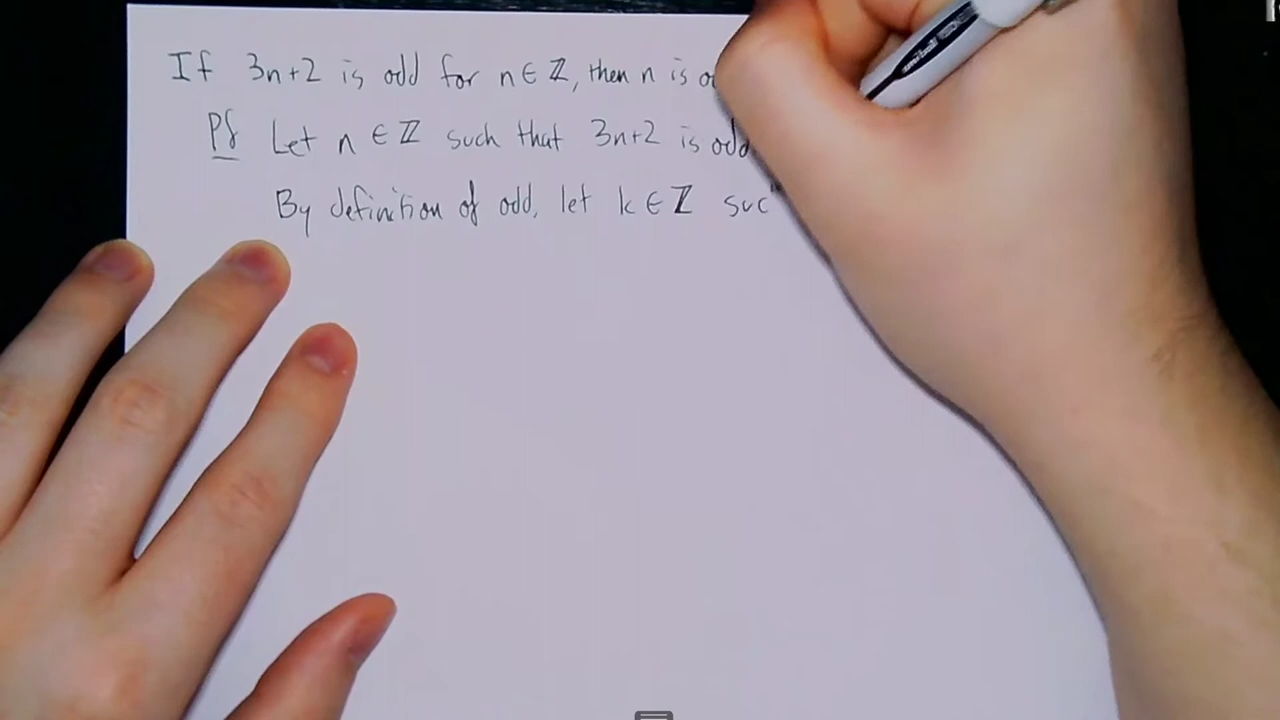 If 3n+2 is odd for n ∈ ℤ, then n is
Pf Let n ∈ ℤ such that 3n+2 is odd
By definition of odd, let k ∈ ℤ